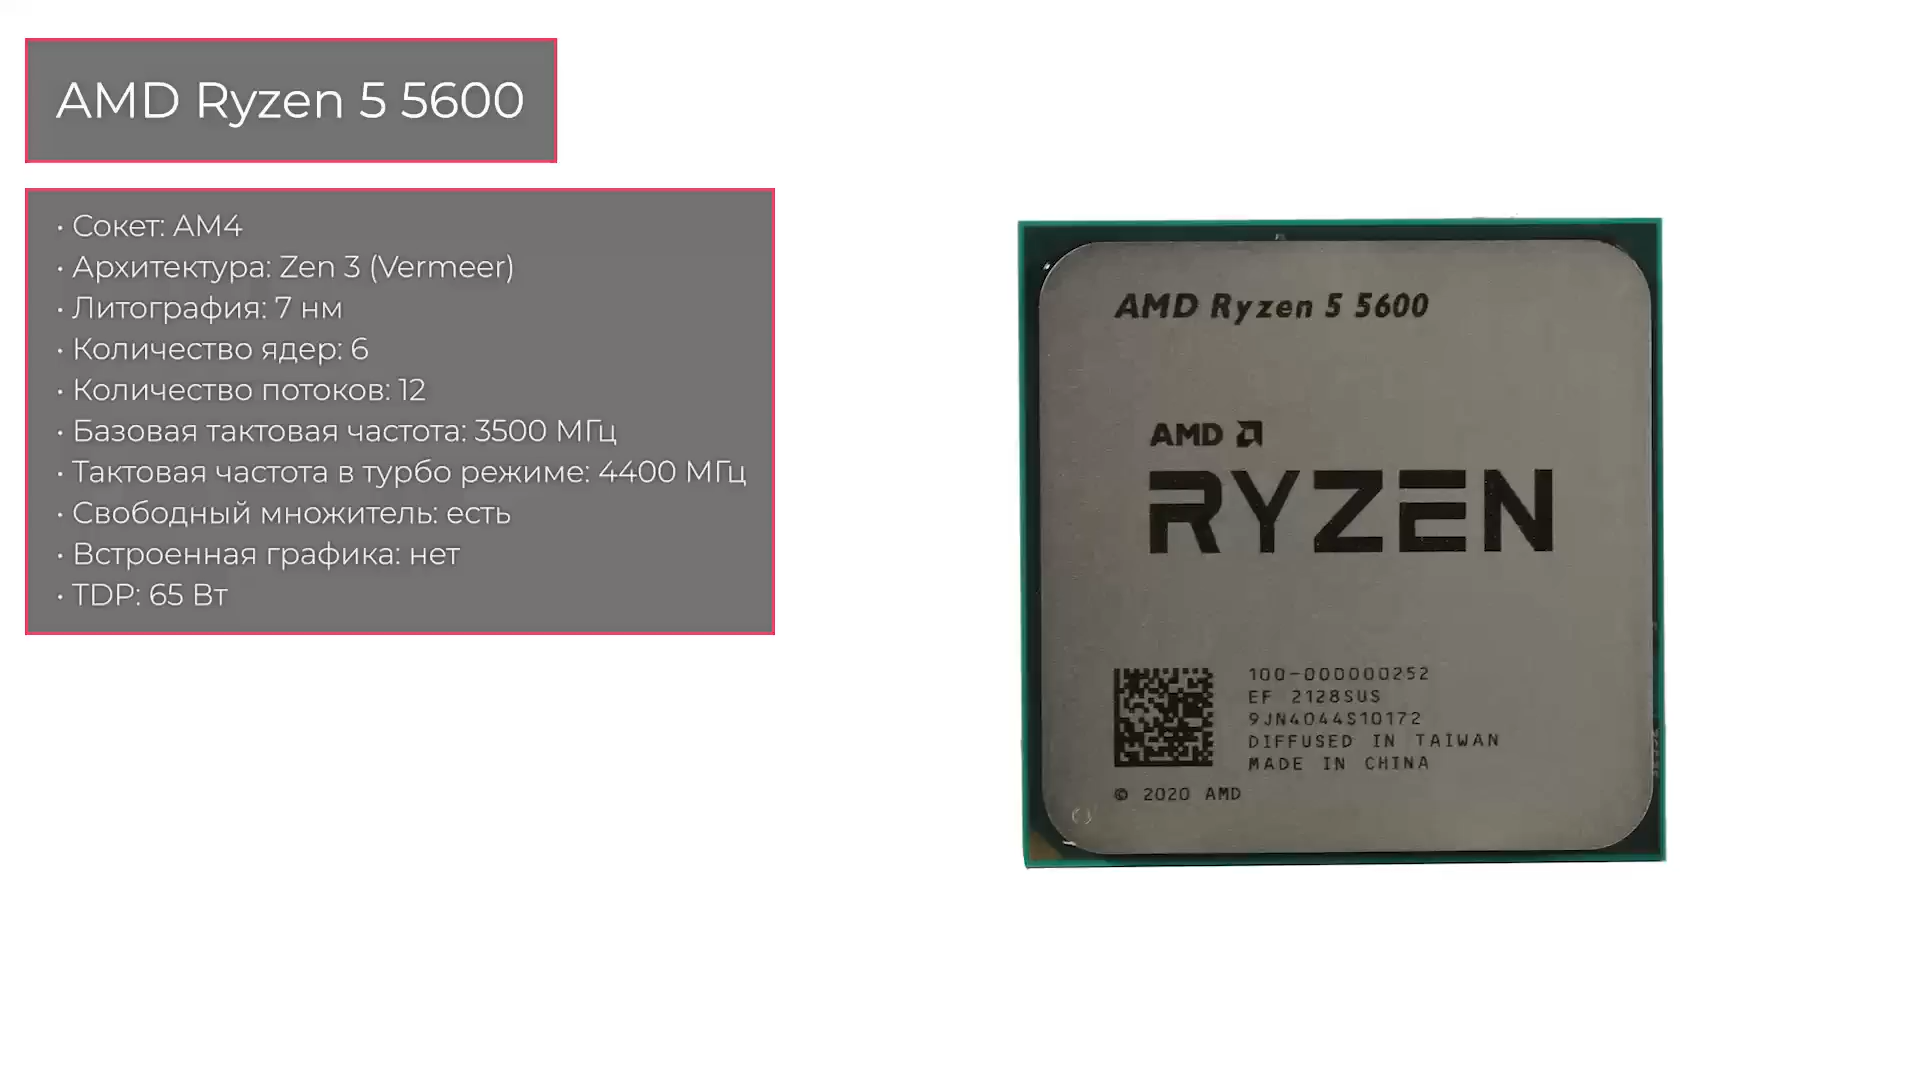 AMD Ryzen 5 5600
· Сокет: AM4
· Архитектура: Zen 3 (Vermeer)
· Литография: 7 нм
· Количество ядер: 6
· Количество потоков: 12
· Базовая тактовая частота: 3500 МГц
· Тактовая частота в турбо режиме: 4400 МГц
· Свободный множитель: есть
· Встроенная графика: нет
· TDP: 65 Вт
AMD Ryzen 5 5600
AMD
RYZEN
100-000000252
EF 2128SUS
9JN4044S10172
DIFFUSED IN TAIWAN
MADE IN CHINA
© 2020 AMD